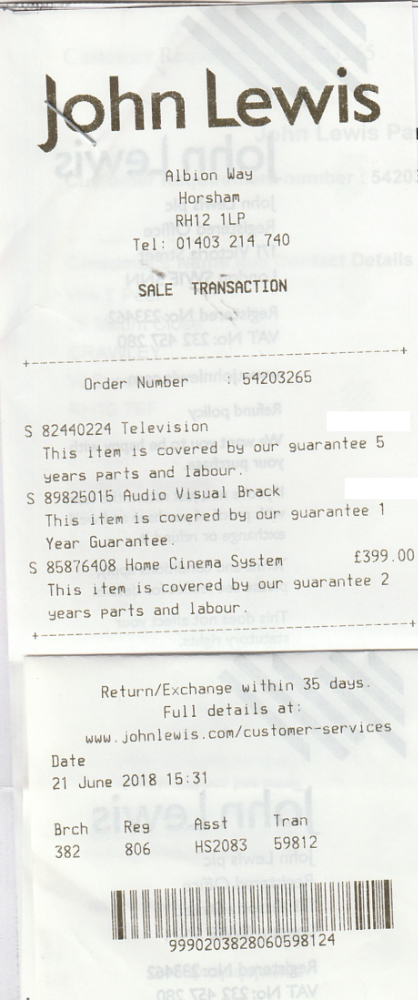 John Lewis
Albion Way
Horsham
RH12 1LP
Tel: 01403 214 740
SALE TRANSACTION
Order Number : 54203265
S 82440224 Television
This item is covered by our guarantee 5
years parts and labour.
S 89825015 Audio Visual Brack
This item is covered by our guarantee 1
Year Guarantee.
S 85876408 Home Cinema System £399.00
This item is covered by our guarantee 2
years parts and labour.
Return/Exchange within 35 days.
Full details at:
www.johnlewis.com/customer-services
Date
21 June 2018 15:31
Brch Reg Asst Tran
382 806 HS2083 59812
9990203828060598124